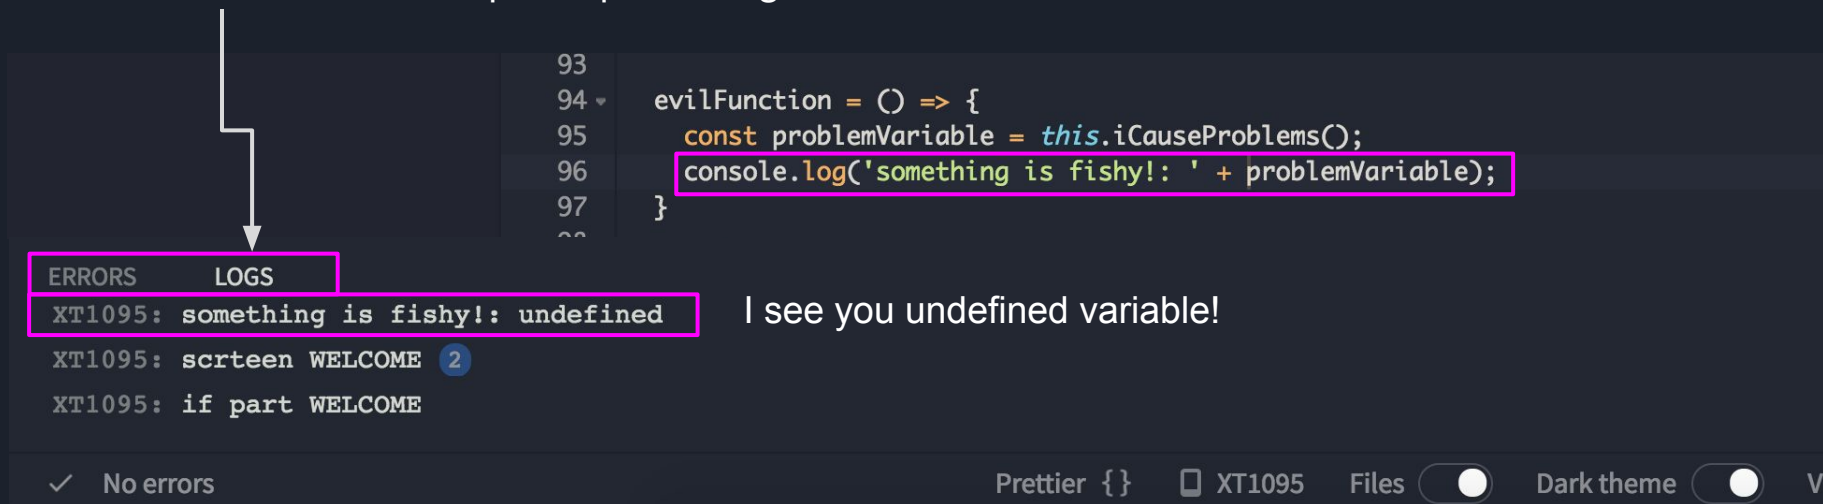 93
94 evilFunction = () => {
95 const problemVariable = this.iCauseProblems();
96 console.log('something is fishy!: ' + problemVariable);
97 }
ERRORS LOGS
XT1095: something is fishy!: undefined
I see you undefined variable!
XT1095: scrteen WELCOME 2
XT1095: if part WELCOME
No errors Prettier {} XT1095 Files Dark theme V